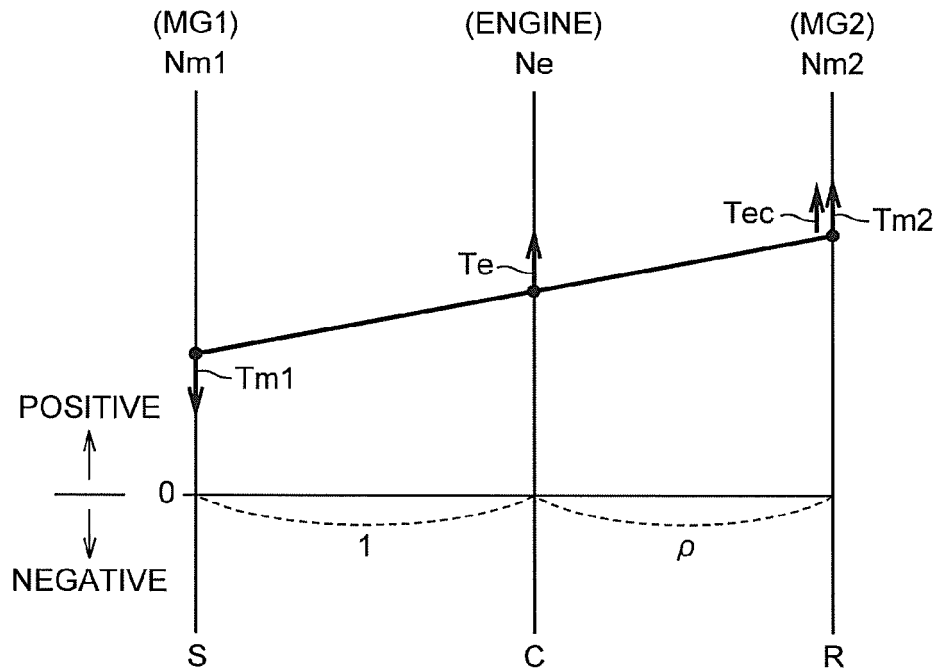 (MG1) (ENGINE) (MG2)
Nm1 Ne Nm2
Tec Tm2
Te
Tm1
POSITIVE
0
1 ρ
NEGATIVE
S C R